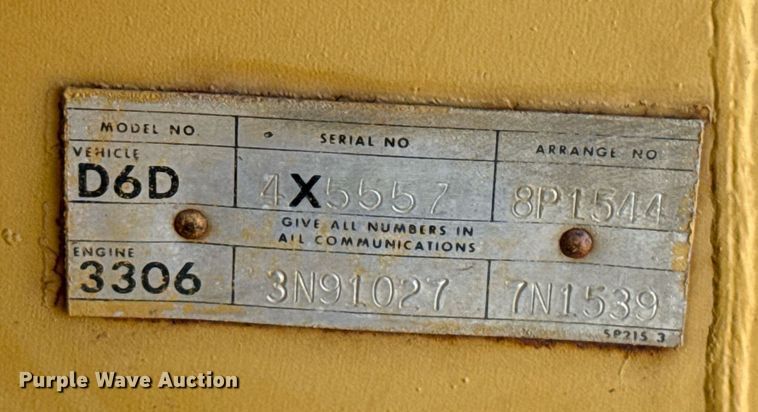 MODEL NO. SERIAL NO ARRANGE NO
VEHICLE
D6D 4X5557 8P1544
GIVE ALL NUMBERS IN
ALL COMMUNICATIONS
ENGINE
3306 3N91027 7N1539
5P215 3
Purple Wave Auction